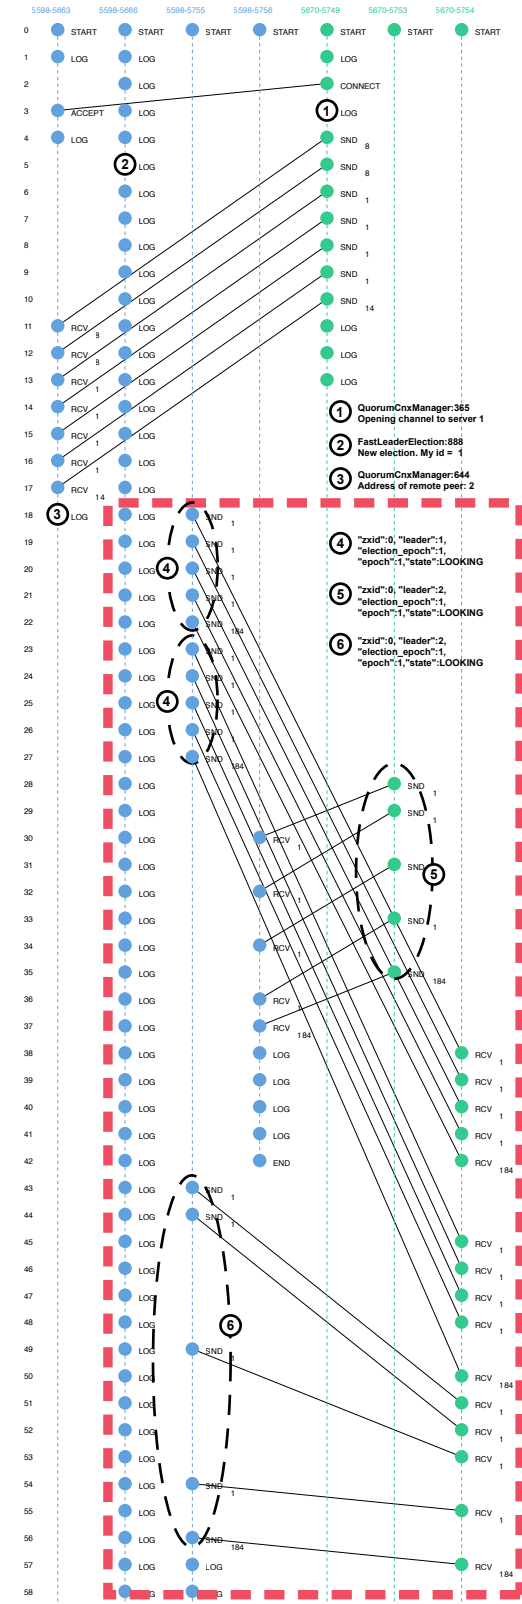 5598-5663 5598-5666 5598-5755 5598-5756 5670-5749 5670-5753 5670-5754
0 START START START START START START START
1 LOG LOG LOG
2 LOG CONNECT
3 ACCEPT LOG 1 LOG
4 LOG LOG SND 8
5 2 LOG SND 8
6 LOG SND 1
7 LOG SND 1
8 LOG SND 1
9 LOG SND 1
10 LOG SND 14
11 RCV 8 LOG LOG
12 RCV 8 LOG LOG
13 RCV 1 LOG LOG
14 RCV 1 LOG
15 RCV 1 LOG
16 RCV 1 LOG
17 RCV 14 LOG
1 QuorumCnxManager:365
Opening channel to server 1
2 FastLeaderElection:888
New election. My id = 1
3 QuorumCnxManager:644
Address of remote peer: 2
18 3 LOG LOG SND 1
19 LOG SND 1
20 LOG 4 SND 1
21 LOG SND 1
22 LOG SND 184
4 "zxid":0, "leader":1,
"election_epoch":1,
"epoch":1,"state":LOOKING
5 "zxid":0, "leader":2,
"election_epoch":1,
"epoch":1,"state":LOOKING
6 "zxid":0, "leader":2,
"election_epoch":1,
"epoch":1,"state":LOOKING
23 LOG SND 1
24 LOG SND 1
25 LOG 4 SND 1
26 LOG SND 1
27 LOG SND 184
28 LOG SND 1
29 LOG SND 1
30 LOG RCV 1
31 LOG SND 5
32 LOG RCV 1
33 LOG SND 1
34 LOG RCV 1
35 LOG SND 184
36 LOG RCV 1
37 LOG RCV 184
38 LOG LOG RCV 1
39 LOG LOG RCV 1
40 LOG LOG RCV 1
41 LOG LOG RCV 1
42 LOG END RCV 184
43 LOG SND 1
44 LOG SND 1
45 LOG RCV 1
46 LOG RCV 1
47 LOG RCV 1
48 LOG 6 RCV 1
49 LOG SND 1
50 LOG RCV 184
51 LOG RCV 1
52 LOG RCV 1
53 LOG RCV 1
54 LOG SND 1
55 LOG RCV 1
56 LOG SND 184
57 LOG LOG RCV 184
58 LOG LOG